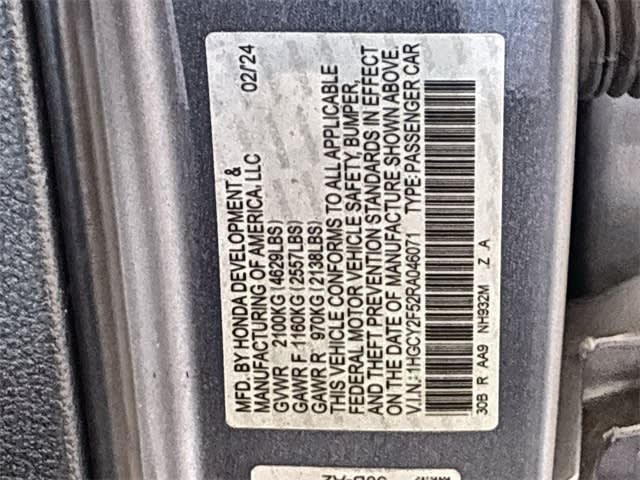 MFD. BY HONDA DEVELOPMENT & 02/24
MANUFACTURING OF AMERICA, LLC
GVWR 2100KG (4629LBS)
GAWR F 1160KG (2557LBS)
GAWR R 970KG (2138LBS)
THIS VEHICLE CONFORMS TO ALL APPLICABLE
FEDERAL MOTOR VEHICLE SAFETY, BUMPER,
AND THEFT PREVENTION STANDARDS IN EFFECT
ON THE DATE OF MANUFACTURE SHOWN ABOVE.
V.I.N.: 1HGCY2F52RA046071 TYPE: PASSENGER CAR
30B R AA9 NH932M Z A